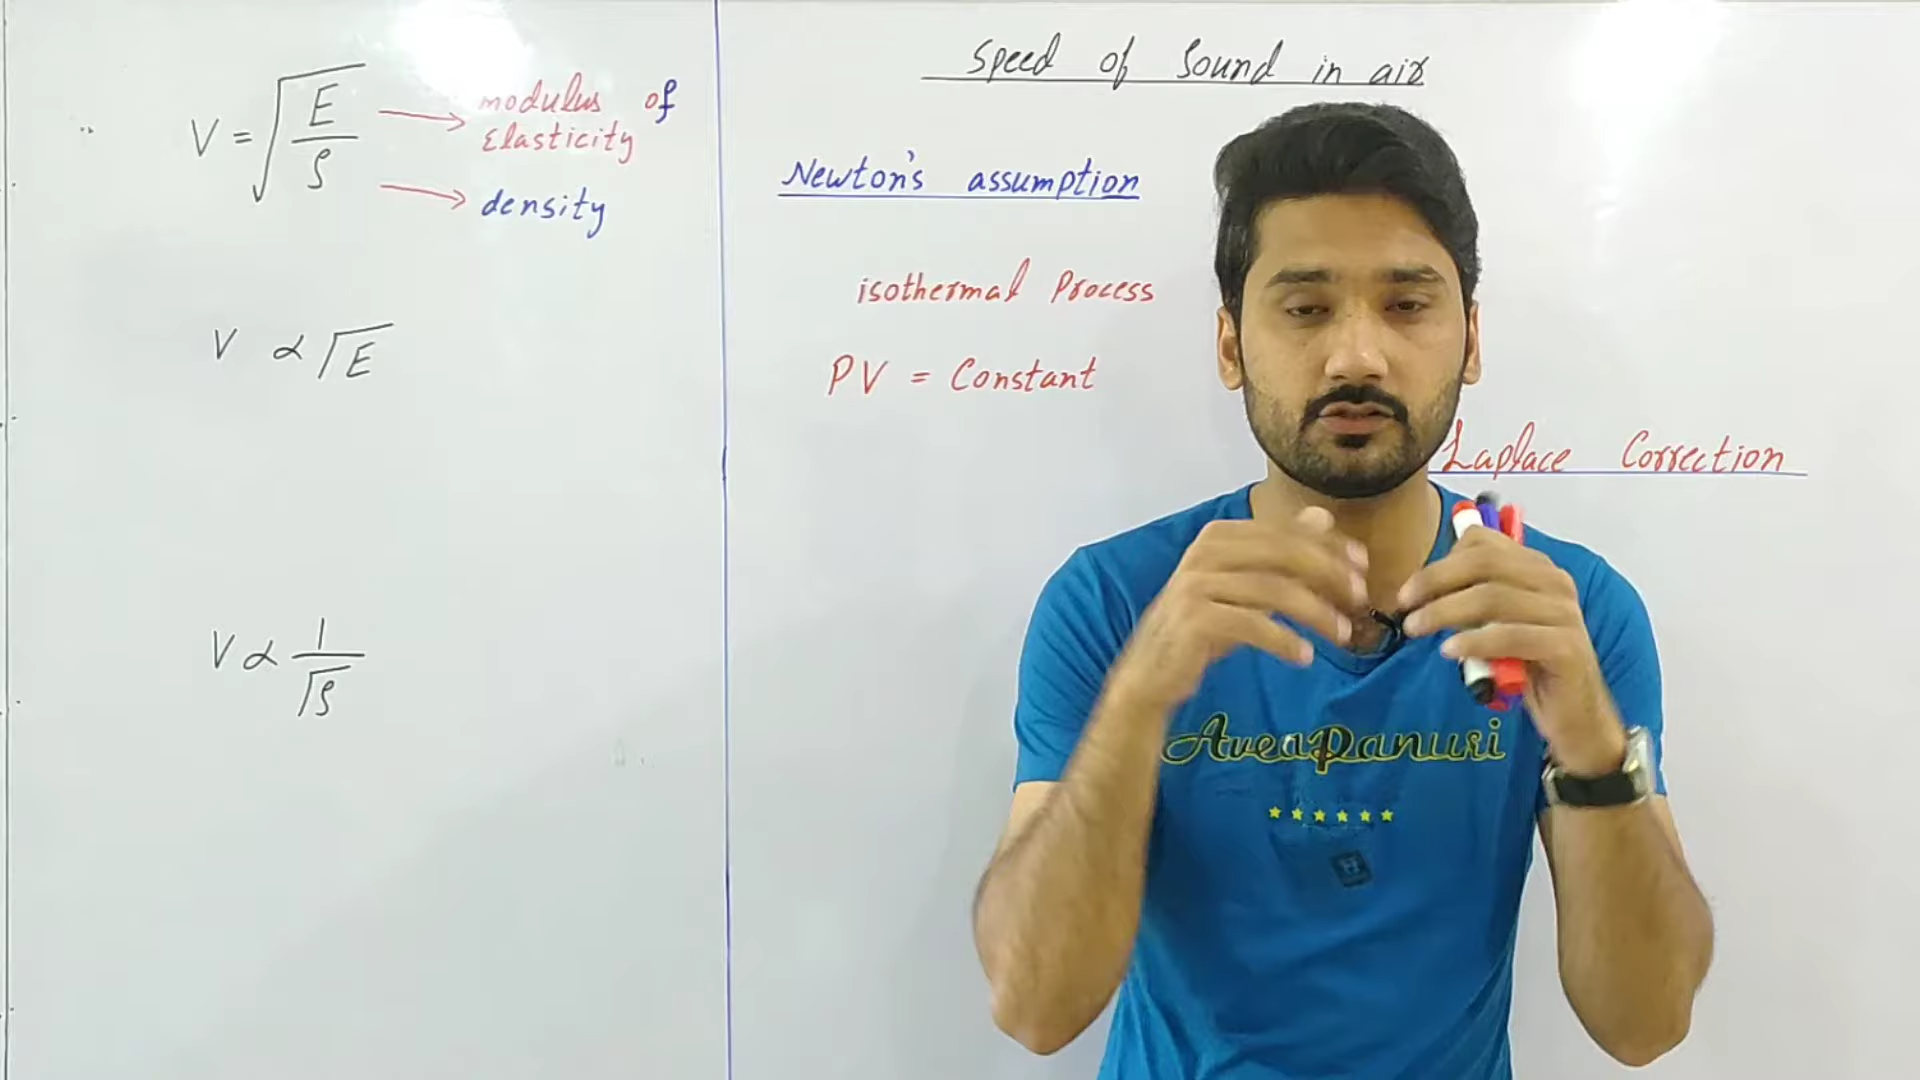 V = √E/ρ
modulus of
Elasticity
density
V ∝ √E
V ∝ 1/√ρ
Speed of Sound in air
Newton's assumption
isothermal Process
PV = Constant
Laplace Correction
Aveapanuri
H